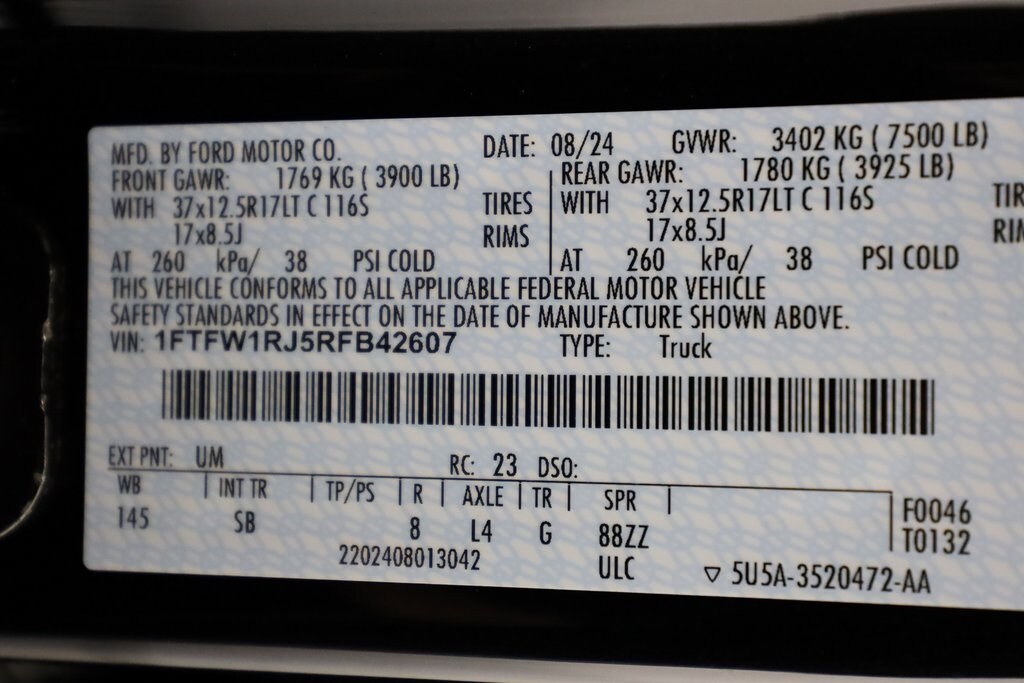 MFD. BY FORD MOTOR CO. DATE: 08/24 GVWR: 3402 KG ( 7500 LB)
FRONT GAWR: 1769 KG ( 3900 LB) REAR GAWR: 1780 KG ( 3925 LB)
WITH 37x12.5R17LT C 116S TIRES WITH 37x12.5R17LT C 116S TIR
17x8.5J RIMS 17x8.5J RIM
AT 260 kPa/ 38 PSI COLD AT 260 kPa/ 38 PSI COLD
THIS VEHICLE CONFORMS TO ALL APPLICABLE FEDERAL MOTOR VEHICLE
SAFETY STANDARDS IN EFFECT ON THE DATE OF MANUFACTURE SHOWN ABOVE.
VIN: 1FTFW1RJ5RFB42607 TYPE: Truck
EXT PNT: UM RC: 23 DSO:
WB INT TR TP/PS R AXLE TR SPR F0046
145 SB 8 L4 G 88ZZ T0132
2202408013042 ULC ▽ 5U5A-3520472-AA